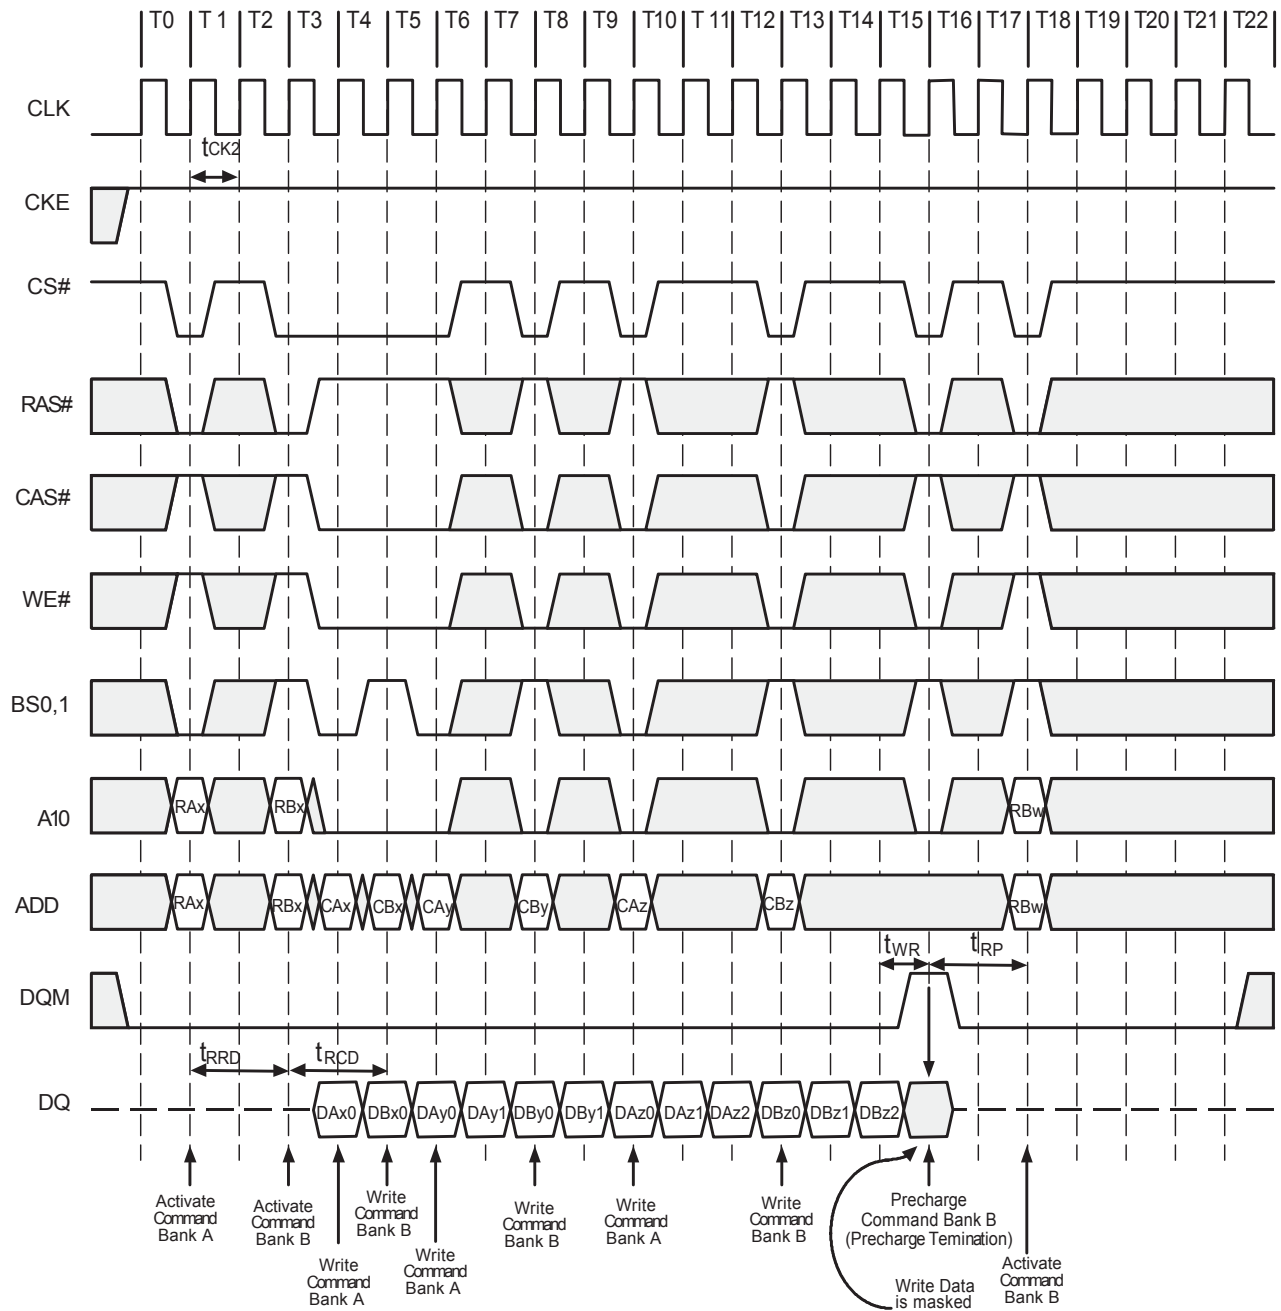 T0 T 1 T2 T3 T4 T5 T6 T7 T8 T9 T10 T 11 T12 T13 T14 T15 T16 T17 T18 T19 T20 T21 T22
CLK
tCK2
CKE
CS#
RAS#
CAS#
WE#
BS0,1
A10 RAx RBx RBw
ADD RAx RBx CAx CBx CAy CBy CAz CBz RBw
tWR tRP
DQM
tRRD tRCD
DQ DAx0 DBx0 DAy0 DAy1 DBy0 DBy1 DAz0 DAz1 DAz2 DBz0 DBz1 DBz2
Activate
Command
Bank A
Activate
Command
Bank B
Write
Command
Bank A
Write
Command
Bank B
Write
Command
Bank A
Write
Command
Bank B
Write
Command
Bank A
Write
Command
Bank B
Precharge
Command Bank B
(Precharge Temination)
Write Data
is masked
Activate
Command
Bank B